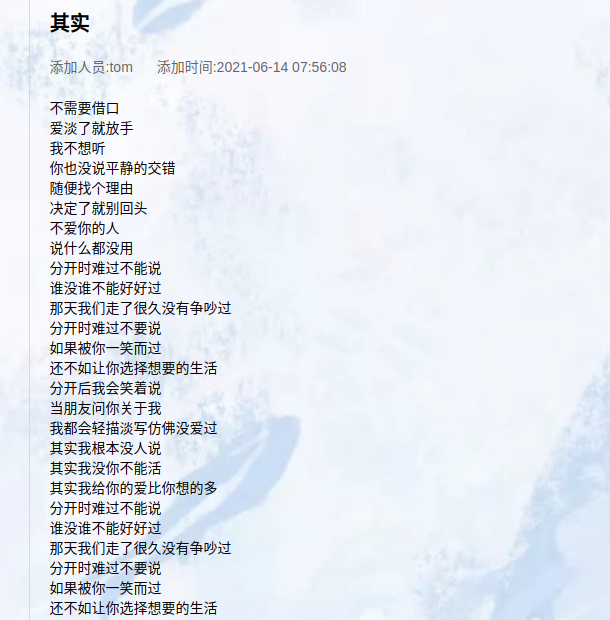 其实
添加人员:tom 添加时间:2021-06-14 07:56:08
不需要借口
爱淡了就放手
我不想听
你也没说平静的交错
随便找个理由
决定了就别回头
不爱你的人
说什么都没用
分开时难过不能说
谁没谁不能好好过
那天我们走了很久没有争吵过
分开时难过不要说
如果被你一笑而过
还不如让你选择想要的生活
分开后我会笑着说
当朋友问你关于我
我都会轻描淡写仿佛没爱过
其实我根本没人说
其实我没你不能活
其实我给你的爱比你想的多
分开时难过不能说
谁没谁不能好好过
那天我们走了很久没有争吵过
分开时难过不要说
如果被你一笑而过
还不如让你选择想要的生活